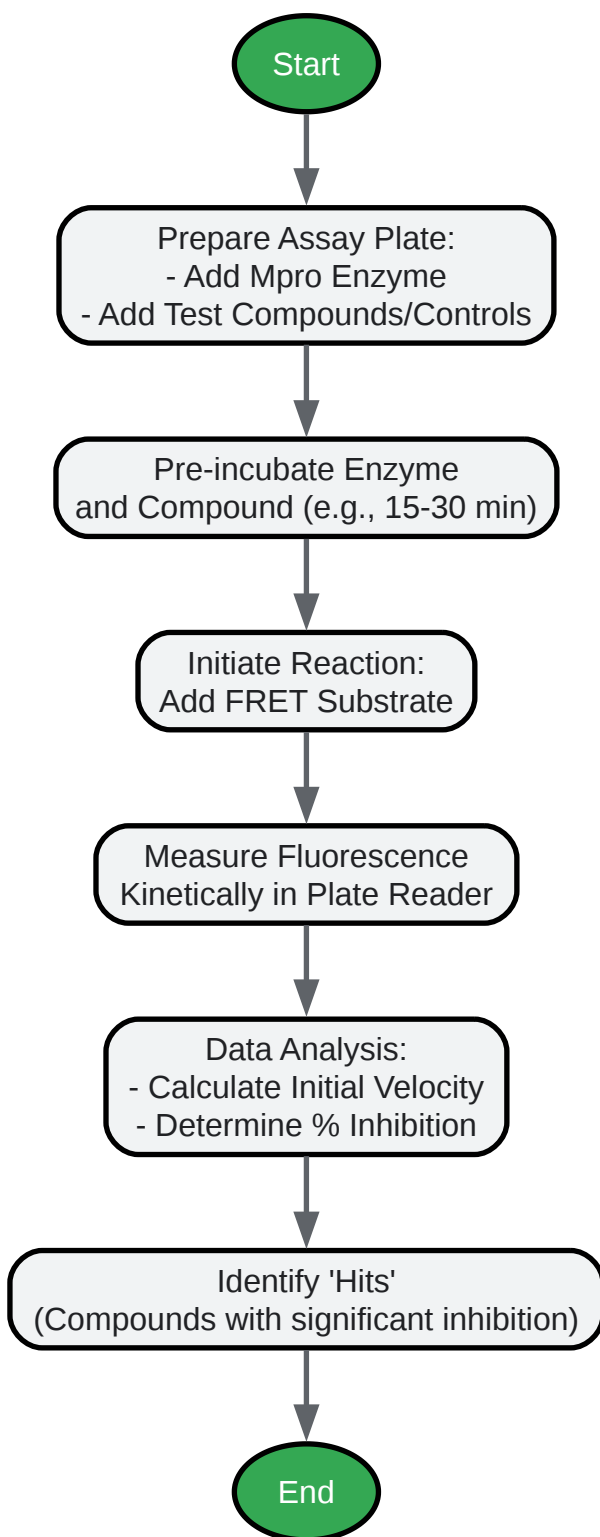 Start
Prepare Assay Plate:
- Add Mpro Enzyme
- Add Test Compounds/Controls
Pre-incubate Enzyme
and Compound (e.g., 15-30 min)
Initiate Reaction:
Add FRET Substrate
Measure Fluorescence
Kinetically in Plate Reader
Data Analysis:
- Calculate Initial Velocity
- Determine % Inhibition
Identify 'Hits'
(Compounds with significant inhibition)
End